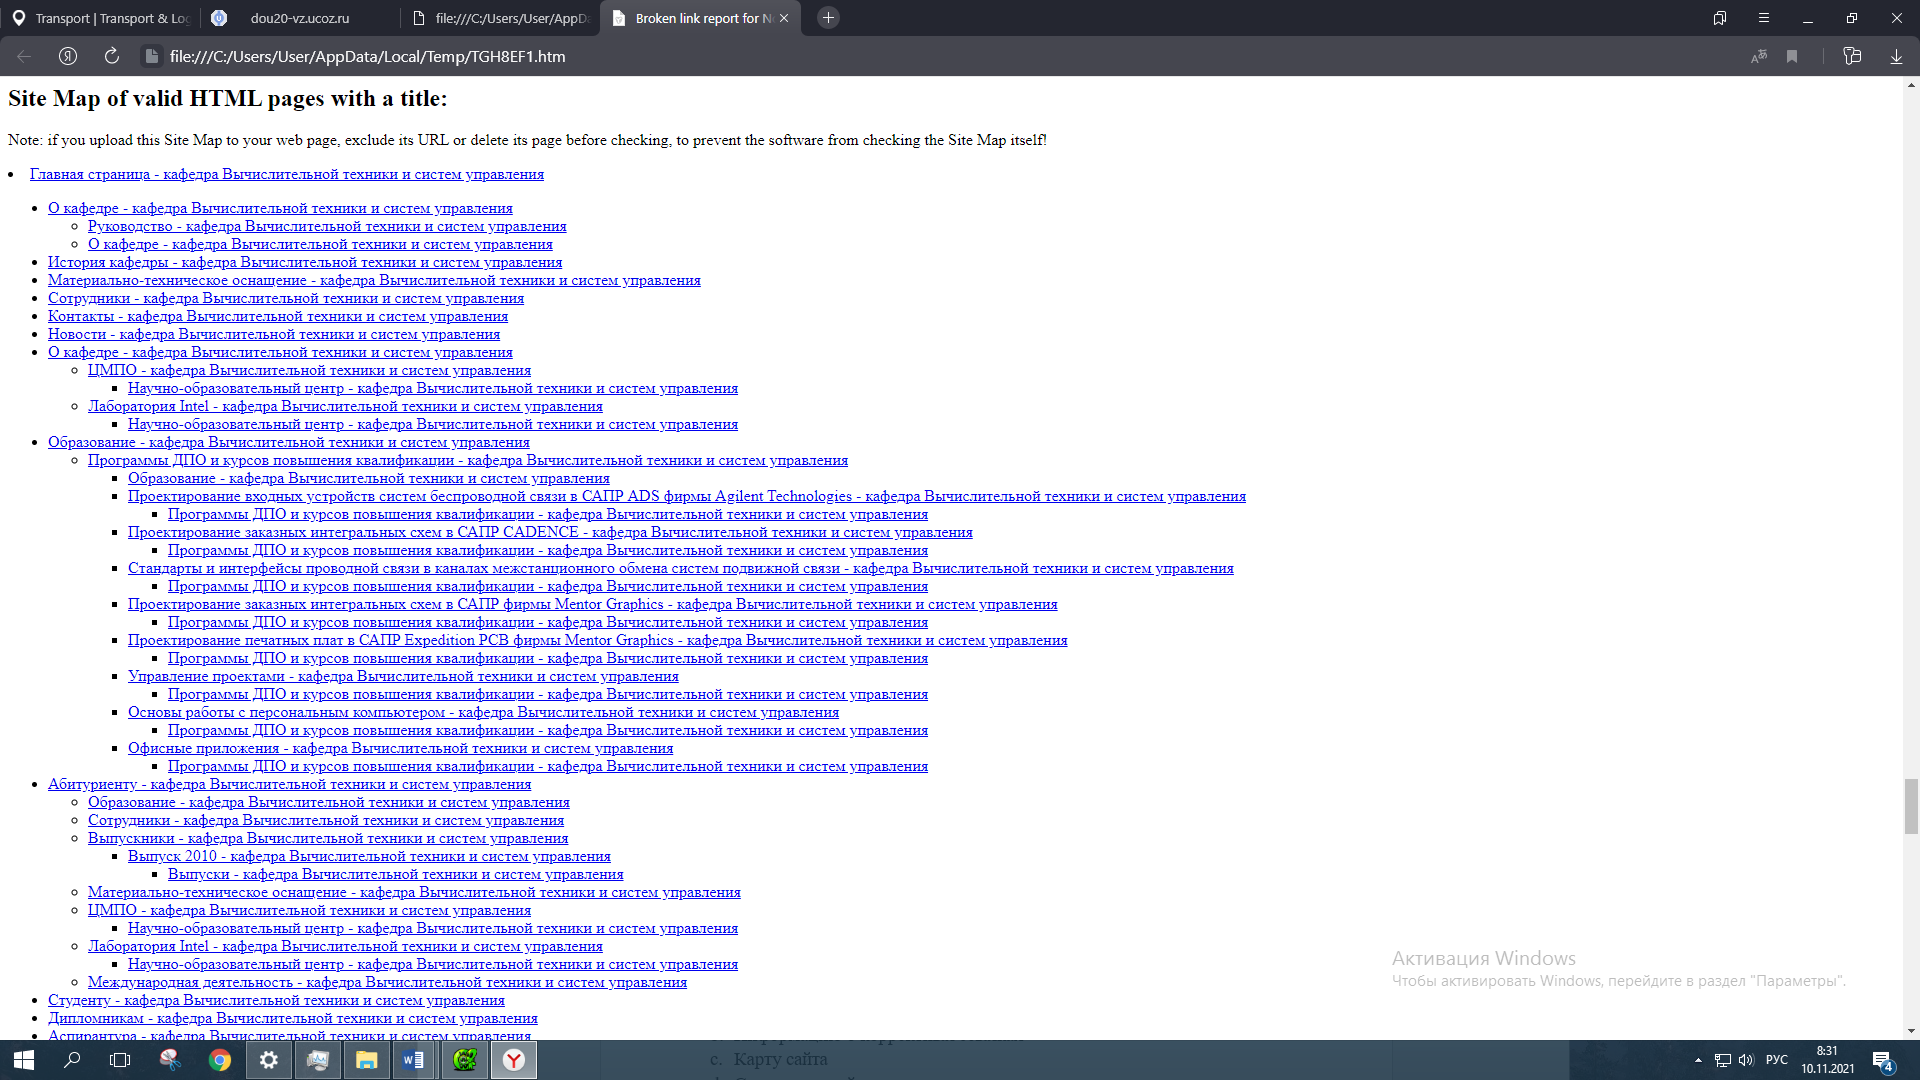 Transport | Transport & Log
dou20-vz.ucoz.ru
file:///C:/Users/User/AppDa
Broken link report for N
file:///C:/Users/User/AppData/Local/Temp/TGH8EF1.htm
Site Map of valid HTML pages with a title:
Note: if you upload this Site Map to your web page, exclude its URL or delete its page before checking, to prevent the software from checking the Site Map itself!
Главная страница - кафедра Вычислительной техники и систем управления
О кафедре - кафедра Вычислительной техники и систем управления
Руководство - кафедра Вычислительной техники и систем управления
О кафедре - кафедра Вычислительной техники и систем управления
История кафедры - кафедра Вычислительной техники и систем управления
Материально-техническое оснащение - кафедра Вычислительной техники и систем управления
Сотрудники - кафедра Вычислительной техники и систем управления
Контакты - кафедра Вычислительной техники и систем управления
Новости - кафедра Вычислительной техники и систем управления
О кафедре - кафедра Вычислительной техники и систем управления
ЦМПО - кафедра Вычислительной техники и систем управления
Научно-образовательный центр - кафедра Вычислительной техники и систем управления
Лаборатория Intel - кафедра Вычислительной техники и систем управления
Научно-образовательный центр - кафедра Вычислительной техники и систем управления
Образование - кафедра Вычислительной техники и систем управления
Программы ДПО и курсов повышения квалификации - кафедра Вычислительной техники и систем управления
Образование - кафедра Вычислительной техники и систем управления
Проектирование входных устройств систем беспроводной связи в САПР ADS фирмы Agilent Technologies - кафедра Вычислительной техники и систем управления
Программы ДПО и курсов повышения квалификации - кафедра Вычислительной техники и систем управления
Проектирование заказных интегральных схем в САПР CADENCE - кафедра Вычислительной техники и систем управления
Программы ДПО и курсов повышения квалификации - кафедра Вычислительной техники и систем управления
Стандарты и интерфейсы проводной связи в каналах межстанционного обмена систем подвижной связи - кафедра Вычислительной техники и систем управления
Программы ДПО и курсов повышения квалификации - кафедра Вычислительной техники и систем управления
Проектирование заказных интегральных схем в САПР фирмы Mentor Graphics - кафедра Вычислительной техники и систем управления
Программы ДПО и курсов повышения квалификации - кафедра Вычислительной техники и систем управления
Проектирование печатных плат в САПР Expedition PCB фирмы Mentor Graphics - кафедра Вычислительной техники и систем управления
Программы ДПО и курсов повышения квалификации - кафедра Вычислительной техники и систем управления
Управление проектами - кафедра Вычислительной техники и систем управления
Программы ДПО и курсов повышения квалификации - кафедра Вычислительной техники и систем управления
Основы работы с персональным компьютером - кафедра Вычислительной техники и систем управления
Программы ДПО и курсов повышения квалификации - кафедра Вычислительной техники и систем управления
Офисные приложения - кафедра Вычислительной техники и систем управления
Программы ДПО и курсов повышения квалификации - кафедра Вычислительной техники и систем управления
Абитуриенту - кафедра Вычислительной техники и систем управления
Образование - кафедра Вычислительной техники и систем управления
Сотрудники - кафедра Вычислительной техники и систем управления
Выпускники - кафедра Вычислительной техники и систем управления
Выпуск 2010 - кафедра Вычислительной техники и систем управления
Выпуски - кафедра Вычислительной техники и систем управления
Материально-техническое оснащение - кафедра Вычислительной техники и систем управления
ЦМПО - кафедра Вычислительной техники и систем управления
Научно-образовательный центр - кафедра Вычислительной техники и систем управления
Лаборатория Intel - кафедра Вычислительной техники и систем управления
Научно-образовательный центр - кафедра Вычислительной техники и систем управления
Международная деятельность - кафедра Вычислительной техники и систем управления
Студенту - кафедра Вычислительной техники и систем управления
Дипломникам - кафедра Вычислительной техники и систем управления
Аспирантура - кафедра Вычислительной техники и систем управления
Активация Windows
Чтобы активировать Windows, перейдите в раздел "Параметры".
c. Карту сайта
РУС
8:31
10.11.2021
4